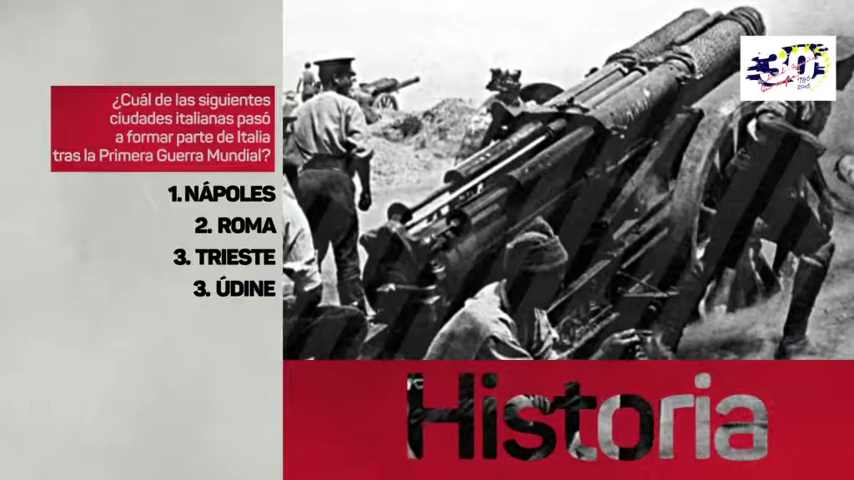 ¿Cuál de las siguientes
ciudades italianas pasó
a formar parte de Italia
tras la Primera Guerra Mundial?
1. NÁPOLES
2. ROMA
3. TRIESTE
3. ÚDINE
30
Historia